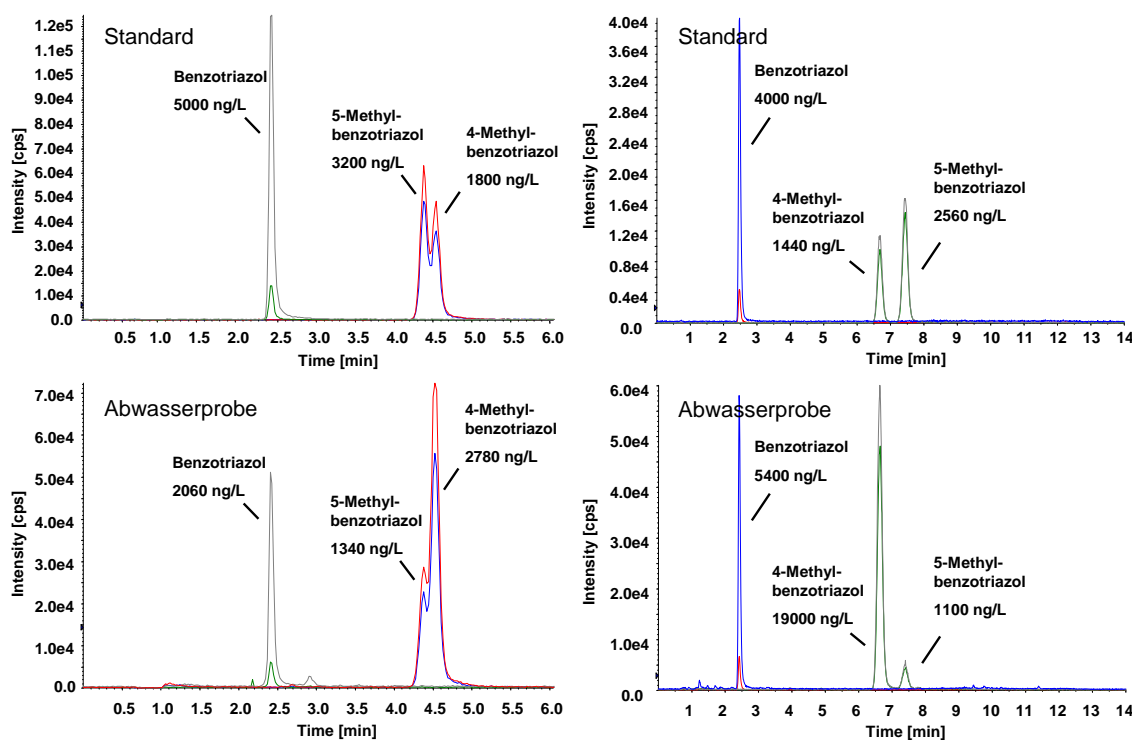 Standard
Intensity [cps]
1.2e5
1.1e5
1.0e5
9.0e4
8.0e4
7.0e4
6.0e4
5.0e4
4.0e4
3.0e4
2.0e4
1.0e4
0.0
Benzotriazol
5000 ng/L
5-Methyl-
benzotriazol
3200 ng/L
4-Methyl-
benzotriazol
1800 ng/L
0.5 1.0 1.5 2.0 2.5 3.0 3.5 4.0 4.5 5.0 5.5 6.0
Time [min]
Standard
Intensity [cps]
4.0e4
3.6e4
3.2e4
2.8e4
2.4e4
2.0e4
1.6e4
1.2e4
0.8e4
0.4e4
0.0
Benzotriazol
4000 ng/L
4-Methyl-
benzotriazol
1440 ng/L
5-Methyl-
benzotriazol
2560 ng/L
1 2 3 4 5 6 7 8 9 10 11 12 13 14
Time [min]
Abwasserprobe
Intensity [cps]
7.0e4
6.0e4
5.0e4
4.0e4
3.0e4
2.0e4
1.0e4
0.0
Benzotriazol
2060 ng/L
5-Methyl-
benzotriazol
1340 ng/L
4-Methyl-
benzotriazol
2780 ng/L
0.5 1.0 1.5 2.0 2.5 3.0 3.5 4.0 4.5 5.0 5.5 6.0
Time [min]
Abwasserprobe
Intensity [cps]
6.0e4
5.0e4
4.0e4
3.0e4
2.0e4
1.0e4
0.0
Benzotriazol
5400 ng/L
4-Methyl-
benzotriazol
19000 ng/L
5-Methyl-
benzotriazol
1100 ng/L
1 2 3 4 5 6 7 8 9 10 11 12 13 14
Time [min]